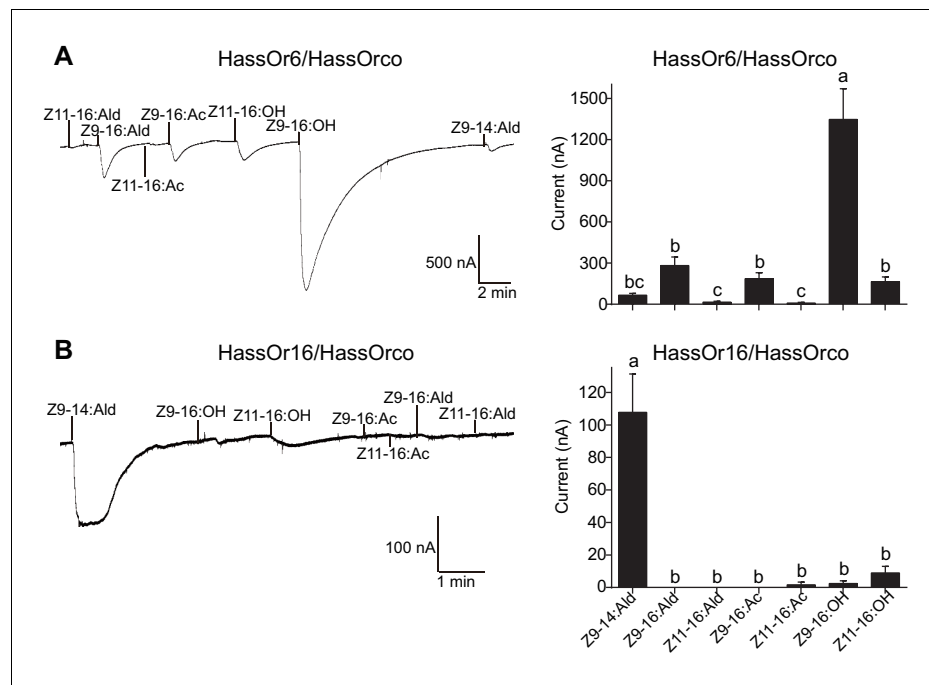 A
HassOr6/HassOrco
Z11-16:Ald
Z9-16:Ald
Z11-16:Ac
Z9-16:Ac
Z11-16:OH
Z9-16:OH
Z9-14:Ald
500 nA
2 min
HassOr6/HassOrco
Current (nA)
1500
1200
900
600
300
0
bc
b
c
b
c
a
b
B
HassOr16/HassOrco
Z9-14:Ald
Z9-16:OH
Z11-16:OH
Z9-16:Ac
Z11-16:Ac
Z9-16:Ald
Z11-16:Ald
100 nA
1 min
HassOr16/HassOrco
Current (nA)
120
100
80
60
40
20
0
a
b
b
b
b
b
b
Z9-14:Ald
Z9-16:Ald
Z11-16:Ald
Z9-16:Ac
Z11-16:Ac
Z9-16:OH
Z11-16:OH